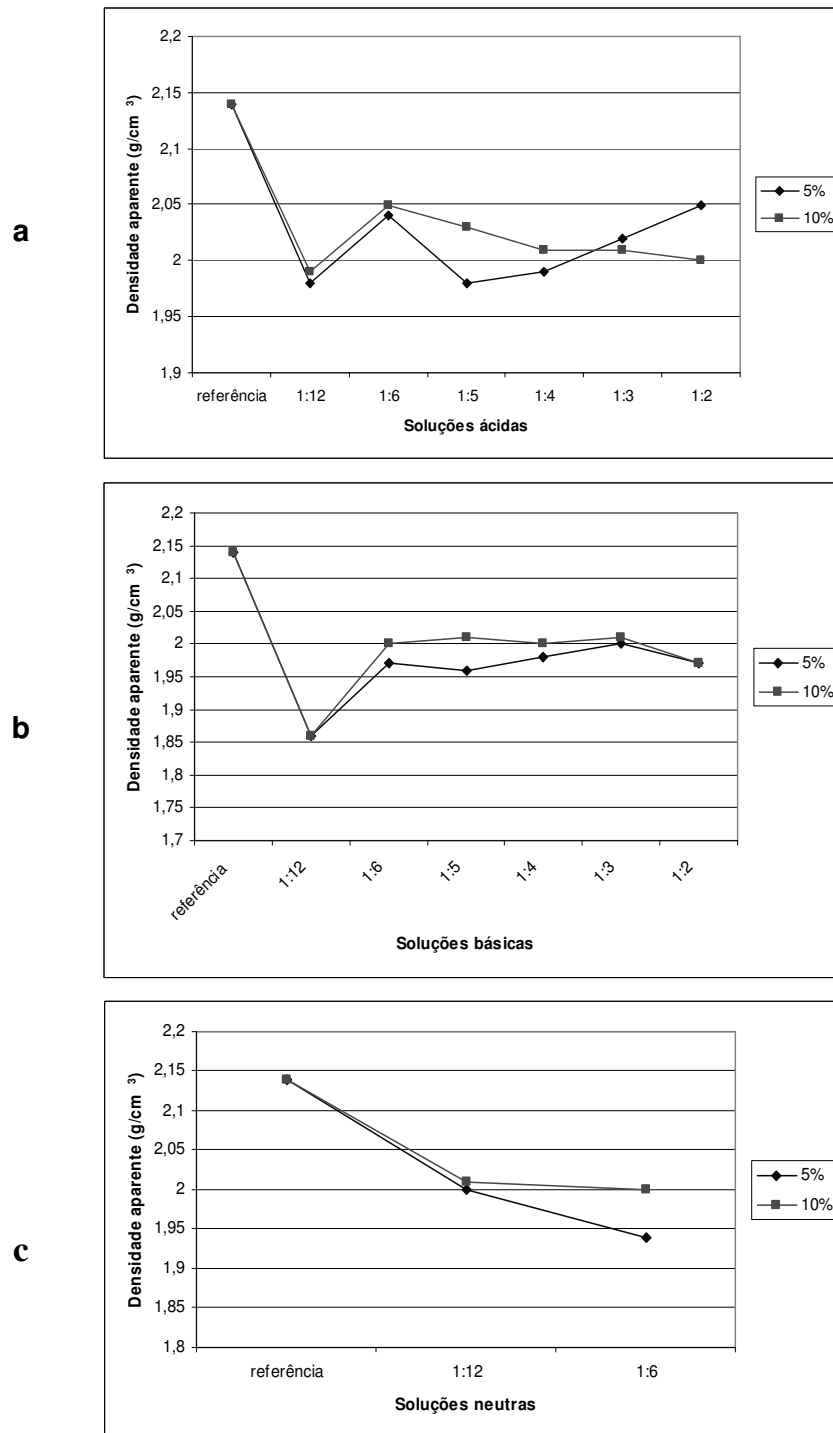 a
Densidade aparente (g/cm ³)
2,2
2,15
2,1
2,05
2
1,95
1,9
referência 1:12 1:6 1:5 1:4 1:3 1:2
Soluções ácidas
5%
10%
b
Densidade aparente (g/cm ³)
2,2
2,15
2,1
2,05
2
1,95
1,9
1,85
1,8
1,75
1,7
referência 1:12 1:6 1:5 1:4 1:3 1:2
Soluções básicas
5%
10%
c
Densidade aparente (g/cm ³)
2,2
2,15
2,1
2,05
2
1,95
1,9
1,85
1,8
referência 1:12 1:6
Soluções neutras
5%
10%